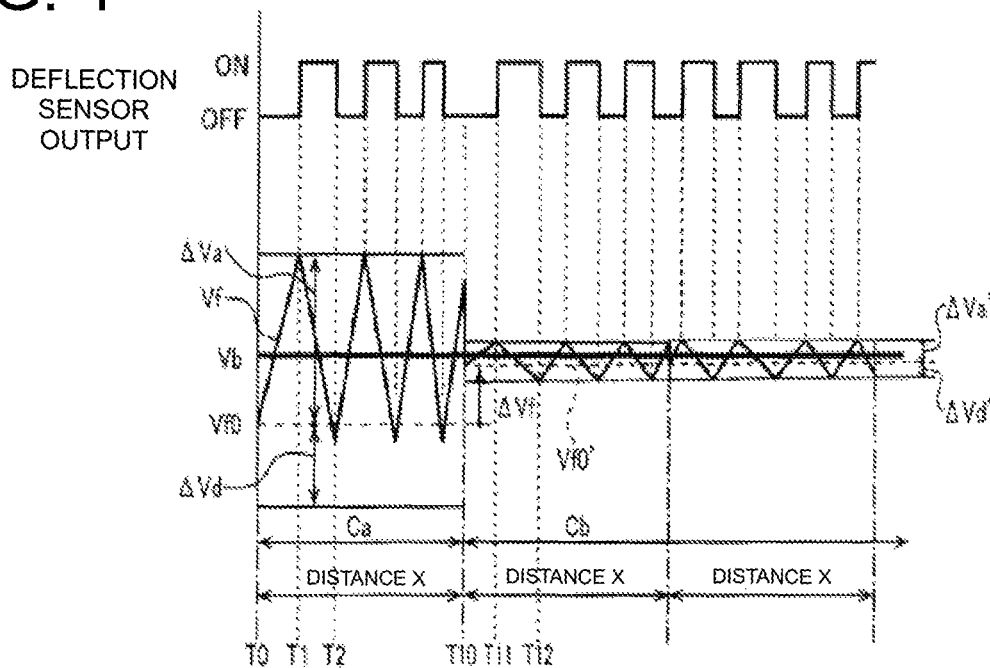 DEFLECTION
SENSOR
OUTPUT
ON
OFF
ΔVa
Vf
Vb
Vf0
ΔVd
ΔVf
Vf0'
ΔVa'
ΔVd'
Ca
Cb
DISTANCE X
DISTANCE X
DISTANCE X
T0 T1 T2 T10 T11 T12